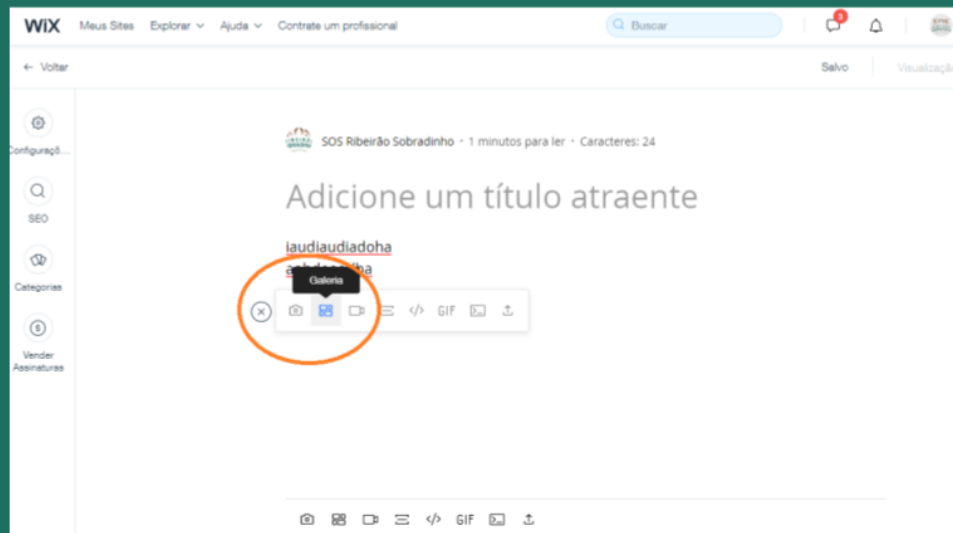 WiX Meus Sites Explorar Ajuda Contrate um profissional Buscar 3
← Voltar Salvo Visualizaçã
SOS Ribeirão Sobradinho · 1 minutos para ler · Caracteres: 24
Configuraçõ...
Adicione um título atraente
SEO
iaudiaudiadoha
Galeria
Categorias
</> GIF
Vender
Assinaturas
</> GIF